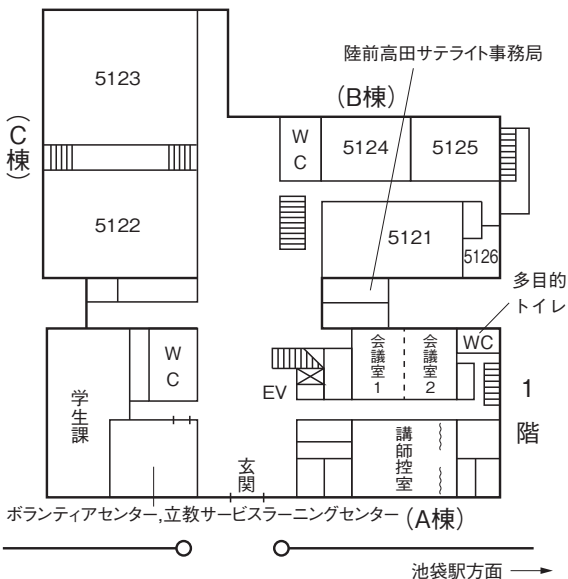 陸前高田サテライト事務局
5123
(B棟)
(C棟)
WC
5124
5125
5122
5121
5126
多目的
トイレ
WC
会議室1
会議室2
WC
学生課
EV
1階
講師控室
玄関
ボランティアセンター,立教サービスラーニングセンター
(A棟)
池袋駅方面